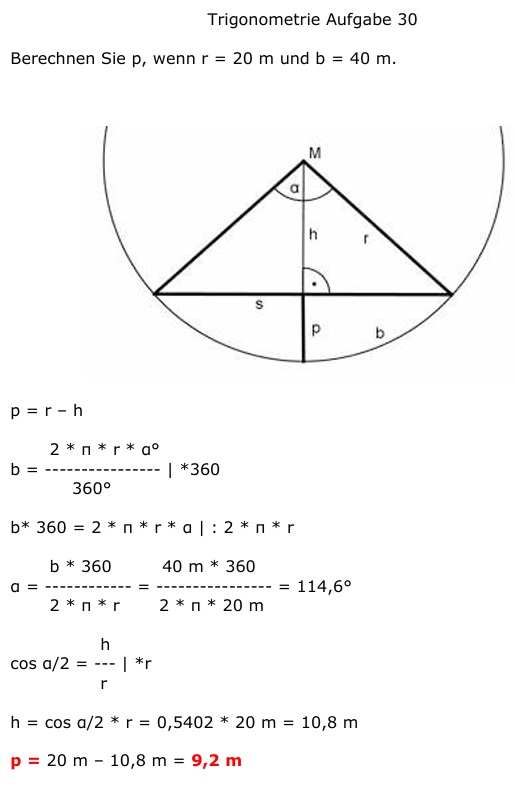 Trigonometrie Aufgabe 30
Berechnen Sie p, wenn r = 20 m und b = 40 m.
M
α
h
r
s
p
b
p = r – h
2 * π * r * α°
b = ---------------- | *360
360°
b* 360 = 2 * π * r * α | : 2 * π * r
b * 360 40 m * 360
α = ------------ = ---------------- = 114,6°
2 * π * r 2 * π * 20 m
h
cos α/2 = --- | *r
r
h = cos α/2 * r = 0,5402 * 20 m = 10,8 m
p = 20 m – 10,8 m = 9,2 m